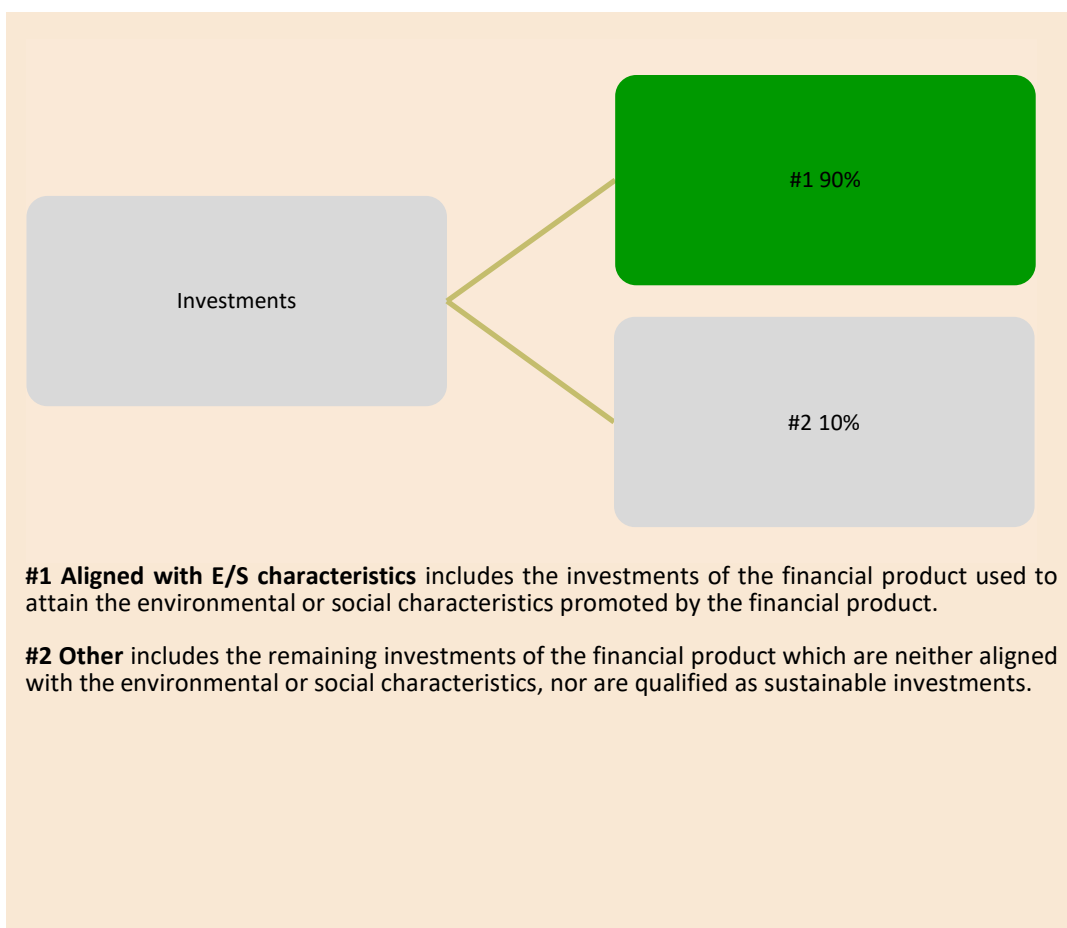 #1 90%
Investments
#2 10%
#1 Aligned with E/S characteristics includes the investments of the financial product used to
attain the environmental or social characteristics promoted by the financial product.
#2 Other includes the remaining investments of the financial product which are neither aligned
with the environmental or social characteristics, nor are qualified as sustainable investments.